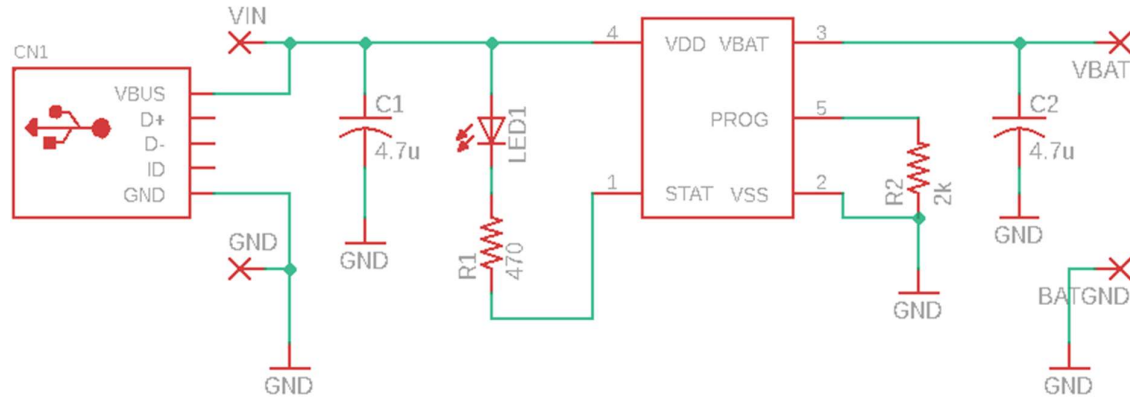 VIN
CN1
VBUS
D+
D-
ID
GND
GND
GND
C1
4.7u
GND
LED1
R1
470
4
VDD VBAT
3
PROG
5
1
STAT VSS
2
R2
2k
GND
C2
4.7u
GND
VBAT
BATGND
GND